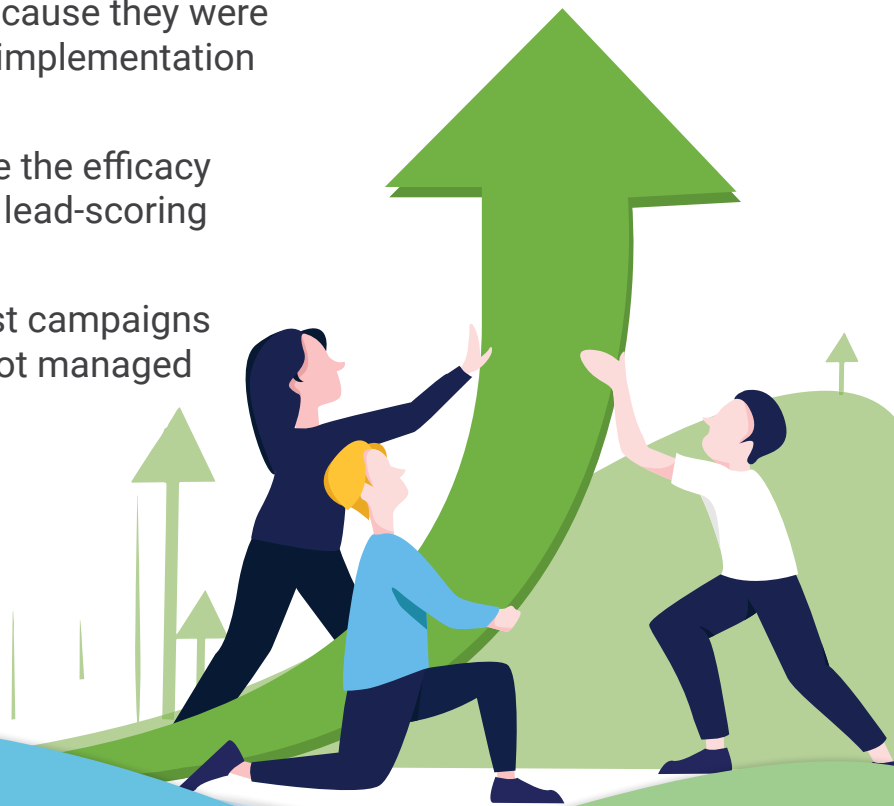 cause they were
implementation
e the efficacy
lead-scoring
st campaigns
ot managed